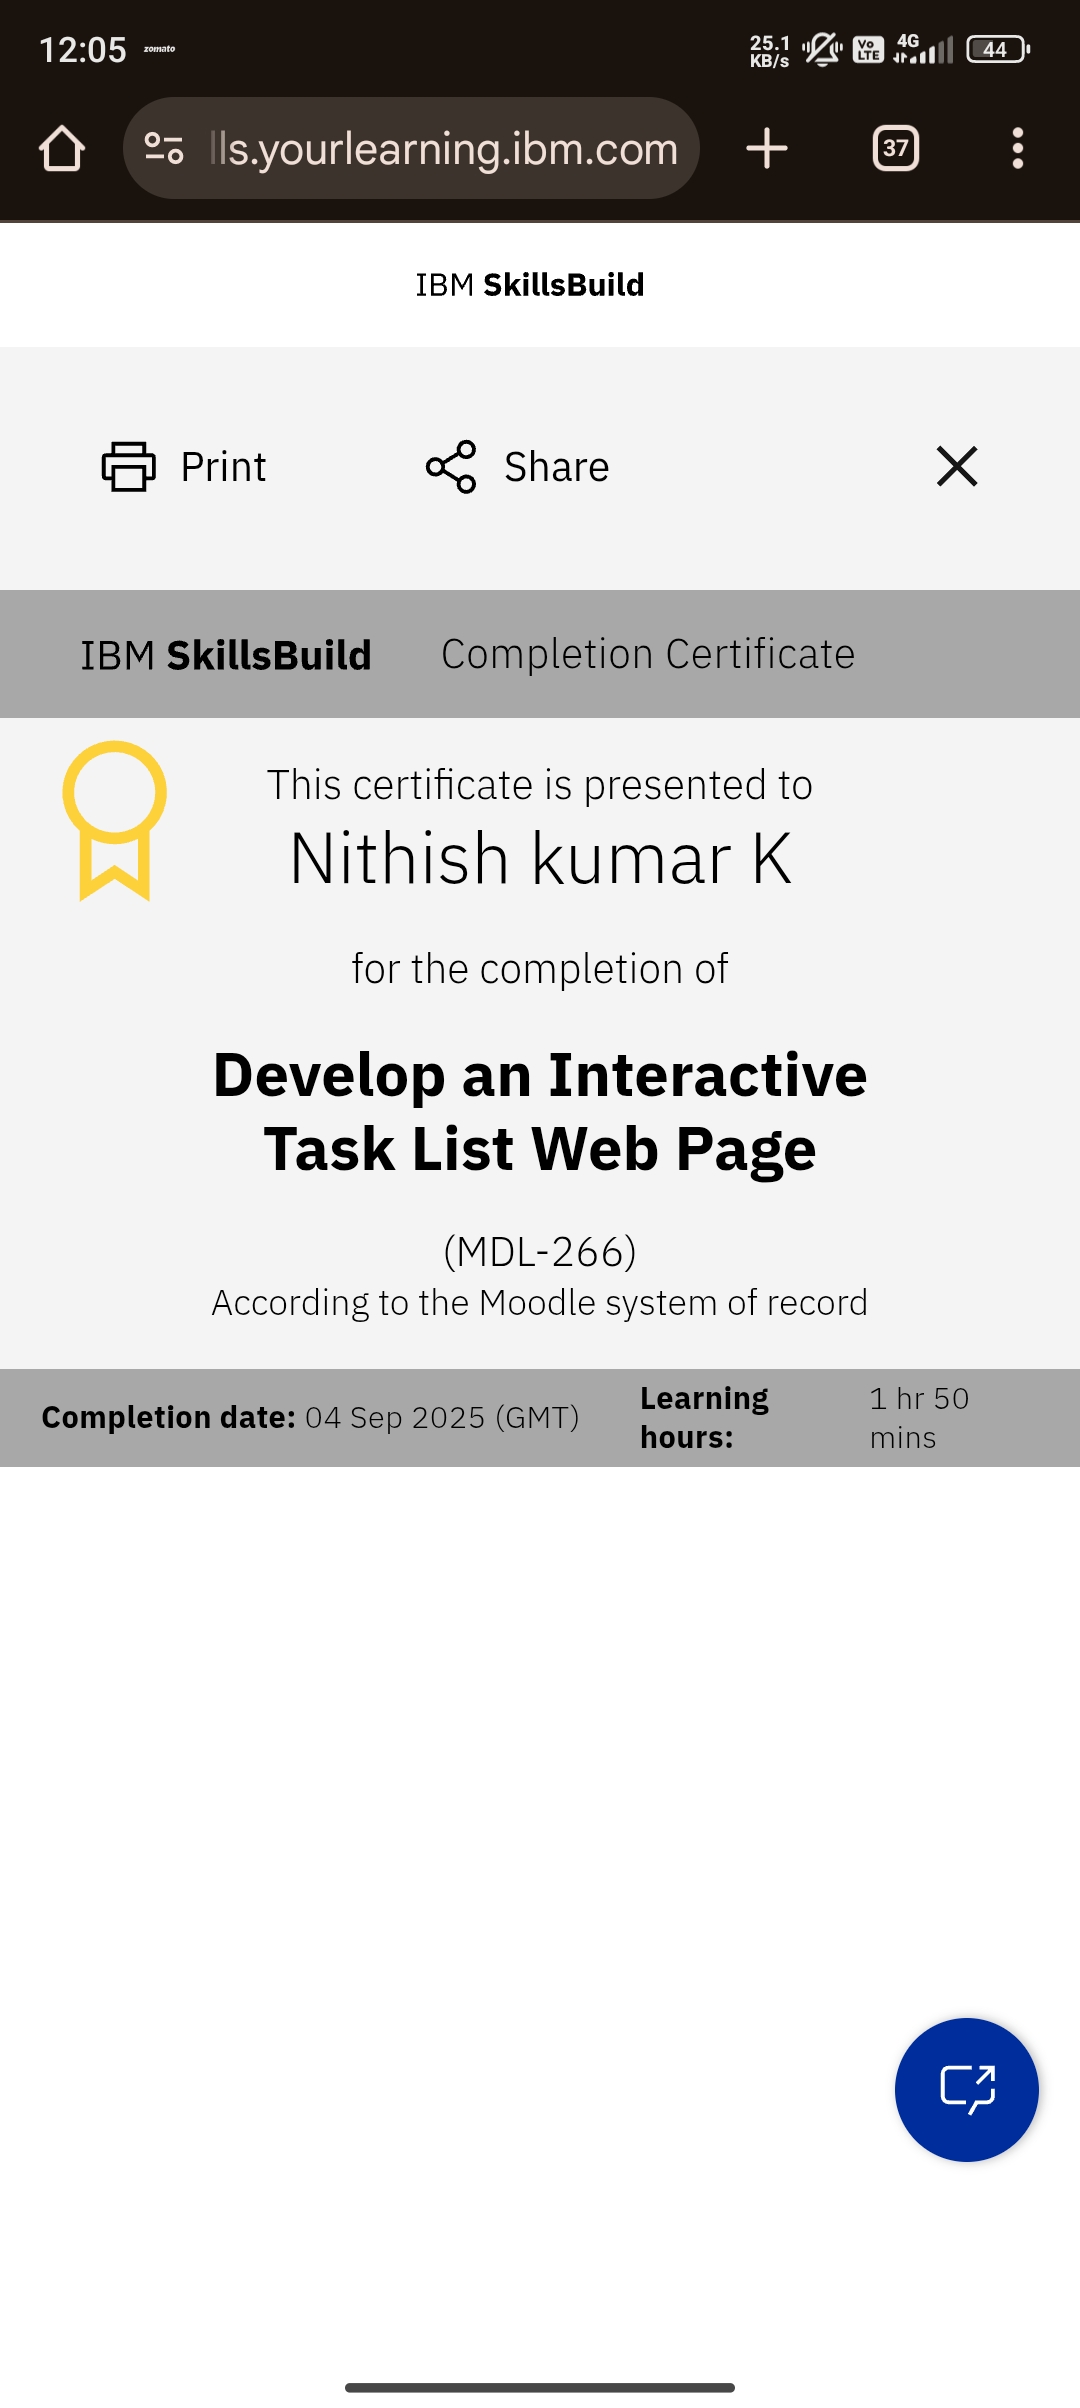 12:05
zomato
25.1
KB/s
Vo
LTE
4G
44
lls.yourlearning.ibm.com
37
IBM SkillsBuild
Print
Share
IBM SkillsBuild
Completion Certificate
This certificate is presented to
Nithish kumar K
for the completion of
Develop an Interactive
Task List Web Page
(MDL-266)
According to the Moodle system of record
Completion date: 04 Sep 2025 (GMT)
Learning
hours:
1 hr 50
mins